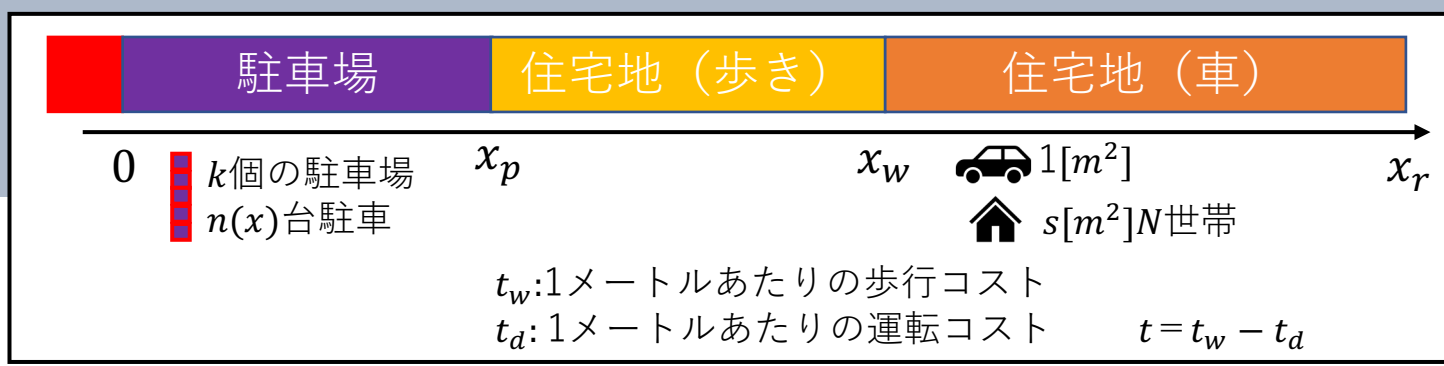 駐車場 住宅地（歩き） 住宅地（車）
0 x_p x_w x_r
k個の駐車場 1[m²]
n(x)台駐車 s[m²]N世帯
t_w:1メートルあたりの歩行コスト
t_d:1メートルあたりの運転コスト t=t_w − t_d